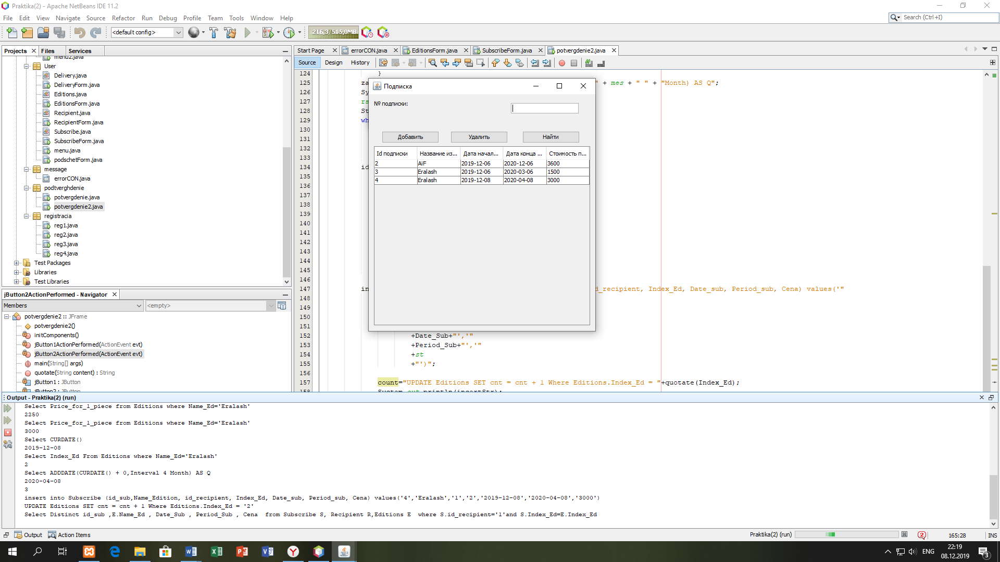 Praktika(2) - Apache NetBeans IDE 11.2
File Edit View Navigate Source Refactor Run Debug Profile Team Tools Window Help
Search (Ctrl+I)
<default config>
216,3/515,0MB
Projects Files Services
menu2.java
User
Delivery.java
DeliveryForm.java
Editions.java
EditionsForm.java
Recipient.java
RecipientForm.java
Subscribe.java
SubscribeForm.java
menu.java
podschetForm.java
message
errorCON.java
podtverghdenie
potvergdenie.java
potvergdenie2.java
registracia
reg1.java
reg2.java
reg3.java
reg4.java
Test Packages
Libraries
Test Libraries
jButton2ActionPerformed - Navigator
Members
<empty>
potvergdenie2 :: JFrame
potvergdenie2()
initComponents()
jButton1ActionPerformed(ActionEvent evt)
jButton2ActionPerformed(ActionEvent evt)
main(String[] args)
quotate(String content) : String
jButton1 : JButton
jButton2 : JButton
Start Page errorCON.java EditionsForm.java SubscribeForm.java potvergdenie2.java
Source Design History
124 }
125 za " + mes + " " + "Month) AS Q";
126 Sy
127 rs
128 St
129 wh
130
131
132
133
134 id
135
136
137
138
139
140
141
142
143
144
145
146
147 in d_recipient, Index_Ed, Date_sub, Period_sub, Cena) values('"
148
149
150
151
152 +Date_Sub+"','"
153 +Period_Sub+"','"
154 +st
155 +"')";
156
157 count="UPDATE Editions SET cnt = cnt + 1 Where Editions.Index_Ed = "+quotate(Index_Ed);
158 System.out.println(insertStr);
Подписка
№ подписки:
Добавить Удалить Найти
Id подписки Название из... Дата начал... Дата конца ... Стоимость п...
2 AiF 2019-12-06 2020-12-06 3600
3 Eralash 2019-12-06 2020-03-06 1500
4 Eralash 2019-12-08 2020-04-08 3000
Output - Praktika(2) (run)
Select Price_for_1_piece from Editions where Name_Ed='Eralash'
2250
Select Price_for_1_piece from Editions where Name_Ed='Eralash'
3000
Select CURDATE()
2019-12-08
Select Index_Ed From Editions where Name_Ed='Eralash'
2
Select ADDDATE(CURDATE() + 0,Interval 4 Month) AS Q
2020-04-08
3
insert into Subscribe (id_sub,Name_Edition, id_recipient, Index_Ed, Date_sub, Period_sub, Cena) values('4','Eralash','1','2','2019-12-08','2020-04-08','3000')
UPDATE Editions SET cnt = cnt + 1 Where Editions.Index_Ed = '2'
Select Distinct id_sub ,E.Name_Ed , Date_Sub , Period_Sub , Cena  from Subscribe S, Recipient R,Editions E  where S.id_recipient='1'and S.Index_Ed=E.Index_Ed
Output Action Items
Praktika(2) (run)
2
165:28
INS
ENG
22:19
08.12.2019
3